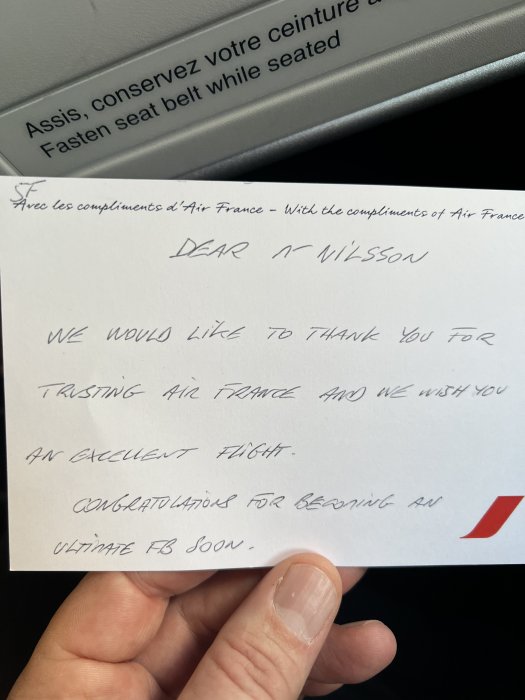 Assis, conservez votre ceinture
Fasten seat belt while seated
5F
Avec les compliments d'Air France - With the compliments of Air France
DEAR Mr NILSSON
WE WOULD LIKE TO THANK YOU FOR
TRUSTING AIR FRANCE AND WE WISH YOU
AN EXCELLENT FLIGHT.
CONGRATULATIONS FOR BECOMING AN
ULTIMATE FB SOON.